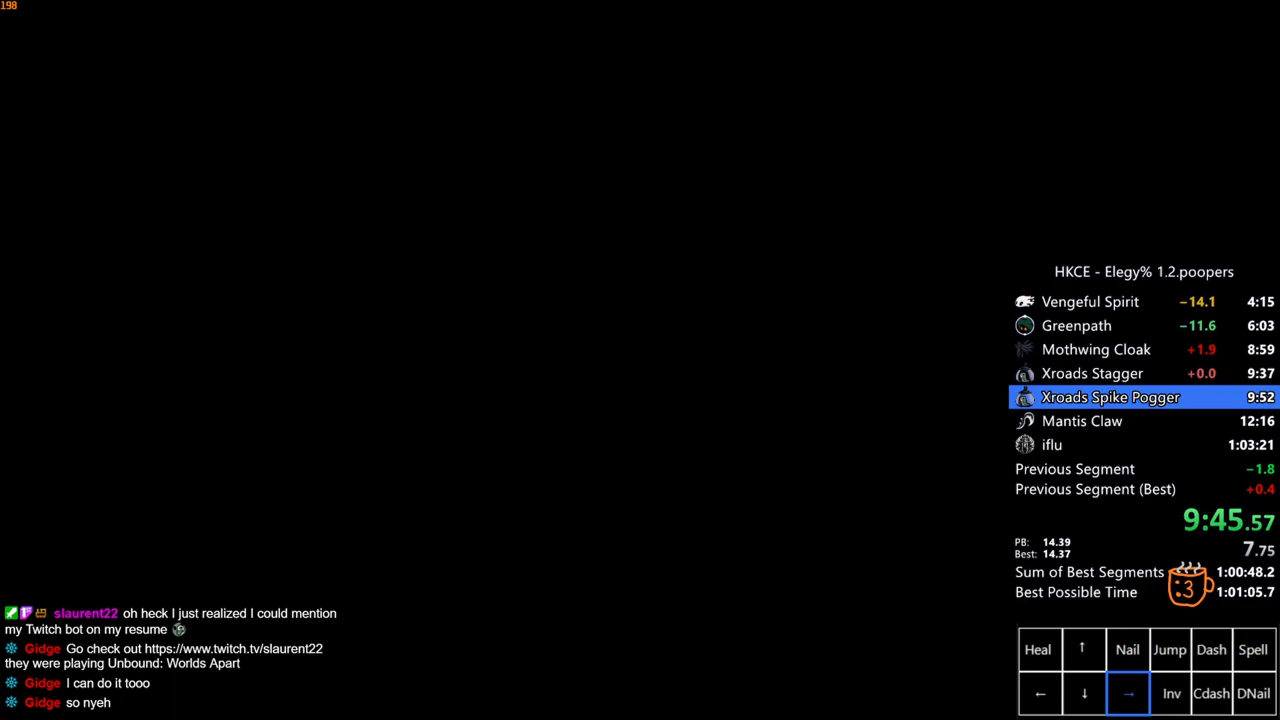 198
HKCE - Elegy% 1.2.poopers
Vengeful Spirit −14.1 4:15
Greenpath −11.6 6:03
Mothwing Cloak +1.9 8:59
Xroads Stagger +0.0 9:37
Xroads Spike Pogger 9:52
Mantis Claw 12:16
iflu 1:03:21
Previous Segment −1.8
Previous Segment (Best) +0.4
9:45.57
PB: 14.39
Best: 14.37
7.75
Sum of Best Segments 1:00:48.2
Best Possible Time 1:01:05.7
:3
slaurent22 oh heck I just realized I could mention
my Twitch bot on my resume
Gidge Go check out https://www.twitch.tv/slaurent22
they were playing Unbound: Worlds Apart
Gidge I can do it tooo
Gidge so nyeh
Heal ↑ Nail Jump Dash Spell
← ↓ → Inv Cdash DNail